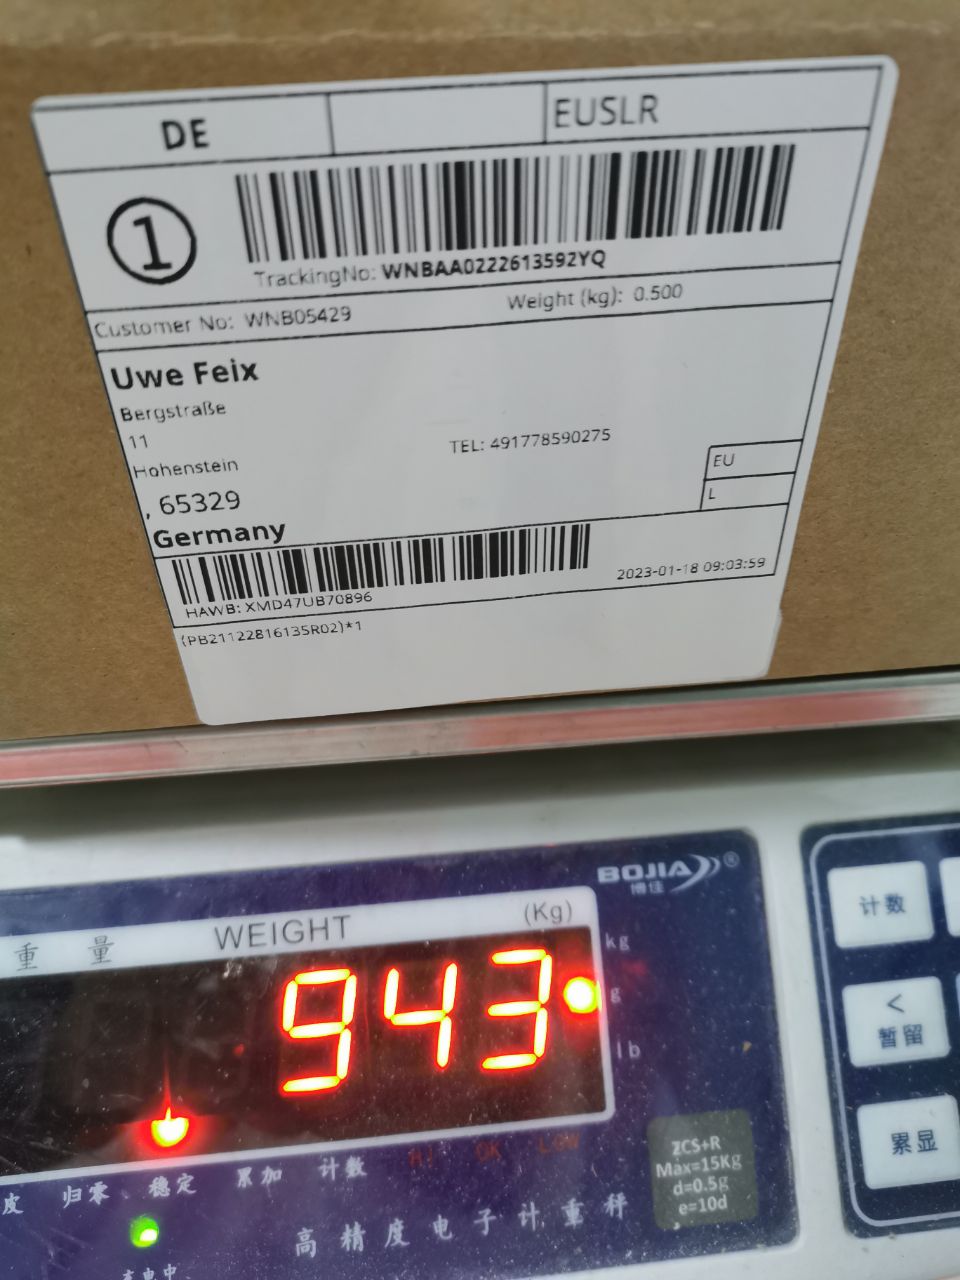 DE
EUSLR
1
TrackingNo: WNBAA0222613592YQ
Customer No: WNB05429
Weight (kg): 0.500
Uwe Feix
Bergstraße
11
TEL: 491778590275
Hohenstein
, 65329
Germany
EU
L
HAWB: XMD47UB70896
2023-01-18 09:03:59
(PB21122816135R02)*1
BOJIA®
博佳
重量 WEIGHT (Kg)
943
kg
g
lb
HI OK LOW
皮 归零 稳定 累加 计数
高精度电子计重秤
ZCS+R
Max=15Kg
d=0.5g
e=10d
计数
<
暂留
累显